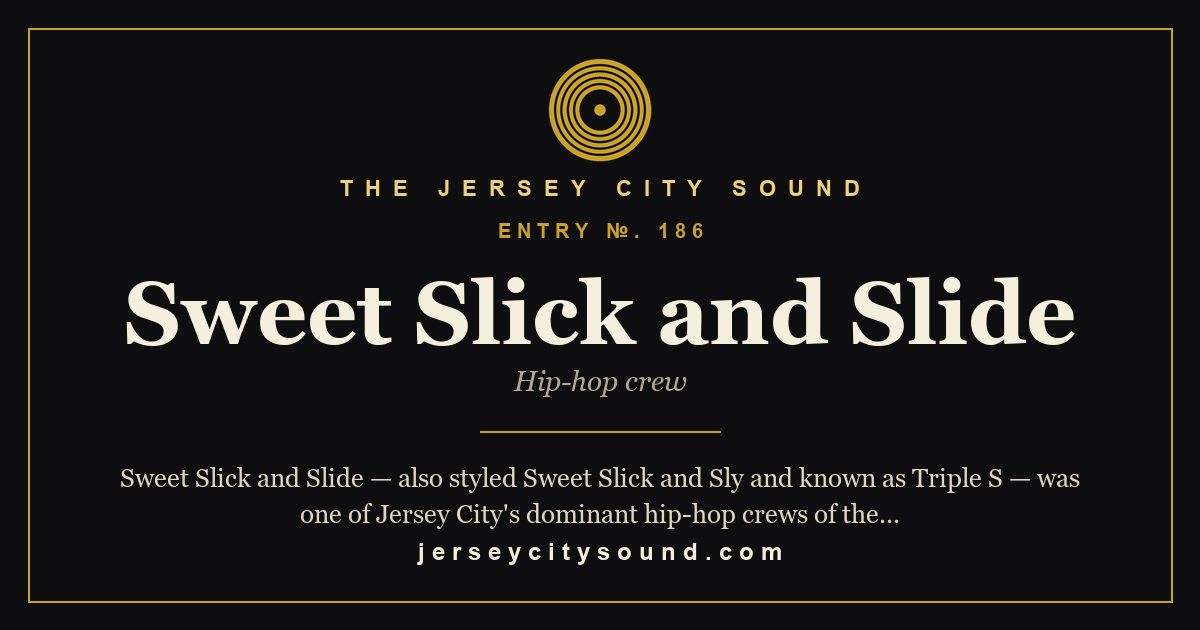 THE JERSEY CITY SOUND
ENTRY №. 186
Sweet Slick and Slide
Hip-hop crew
Sweet Slick and Slide — also styled Sweet Slick and Sly and known as Triple S — was
one of Jersey City's dominant hip-hop crews of the...
jerseycitysound.com